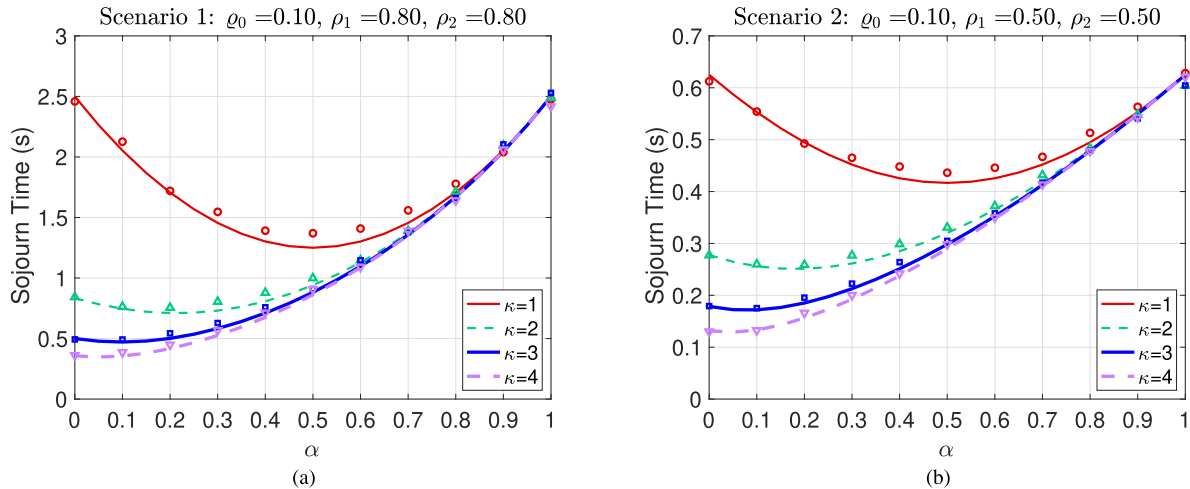 Scenario 1: ϱ₀ =0.10, ρ₁ =0.80, ρ₂ =0.80
3
2.5
2
1.5
1
0.5
0
Sojourn Time (s)
κ=1
κ=2
κ=3
κ=4
0 0.1 0.2 0.3 0.4 0.5 0.6 0.7 0.8 0.9 1
α
(a)
Scenario 2: ϱ₀ =0.10, ρ₁ =0.50, ρ₂ =0.50
0.7
0.6
0.5
0.4
0.3
0.2
0.1
0
Sojourn Time (s)
κ=1
κ=2
κ=3
κ=4
0 0.1 0.2 0.3 0.4 0.5 0.6 0.7 0.8 0.9 1
α
(b)